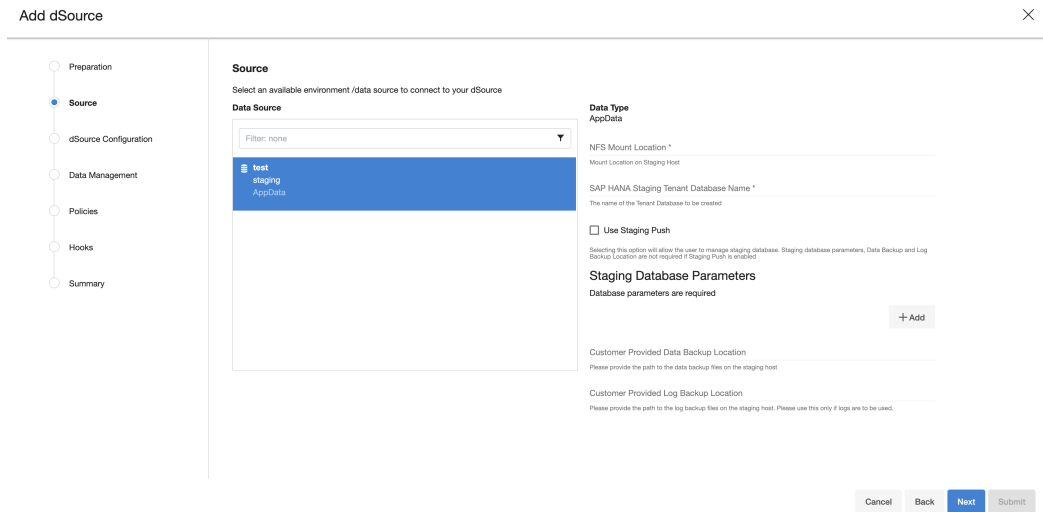 Add dSource
Preparation
Source
dSource Configuration
Data Management
Policies
Hooks
Summary
Source
Select an available environment /data source to connect to your dSource
Data Source
Filter: none
test
staging
AppData
Data Type
AppData
NFS Mount Location *
Mount Location on Staging Host
SAP HANA Staging Tenant Database Name *
The name of the Tenant Database to be created
Use Staging Push
Selecting this option will allow the user to manage staging database. Staging database parameters, Data Backup and Log
Backup Location are not required if Staging Push is enabled
Staging Database Parameters
Database parameters are required
+ Add
Customer Provided Data Backup Location
Please provide the path to the data backup files on the staging host
Customer Provided Log Backup Location
Please provide the path to the log backup files on the staging host. Please use this only if logs are to be used.
Cancel Back Next Submit